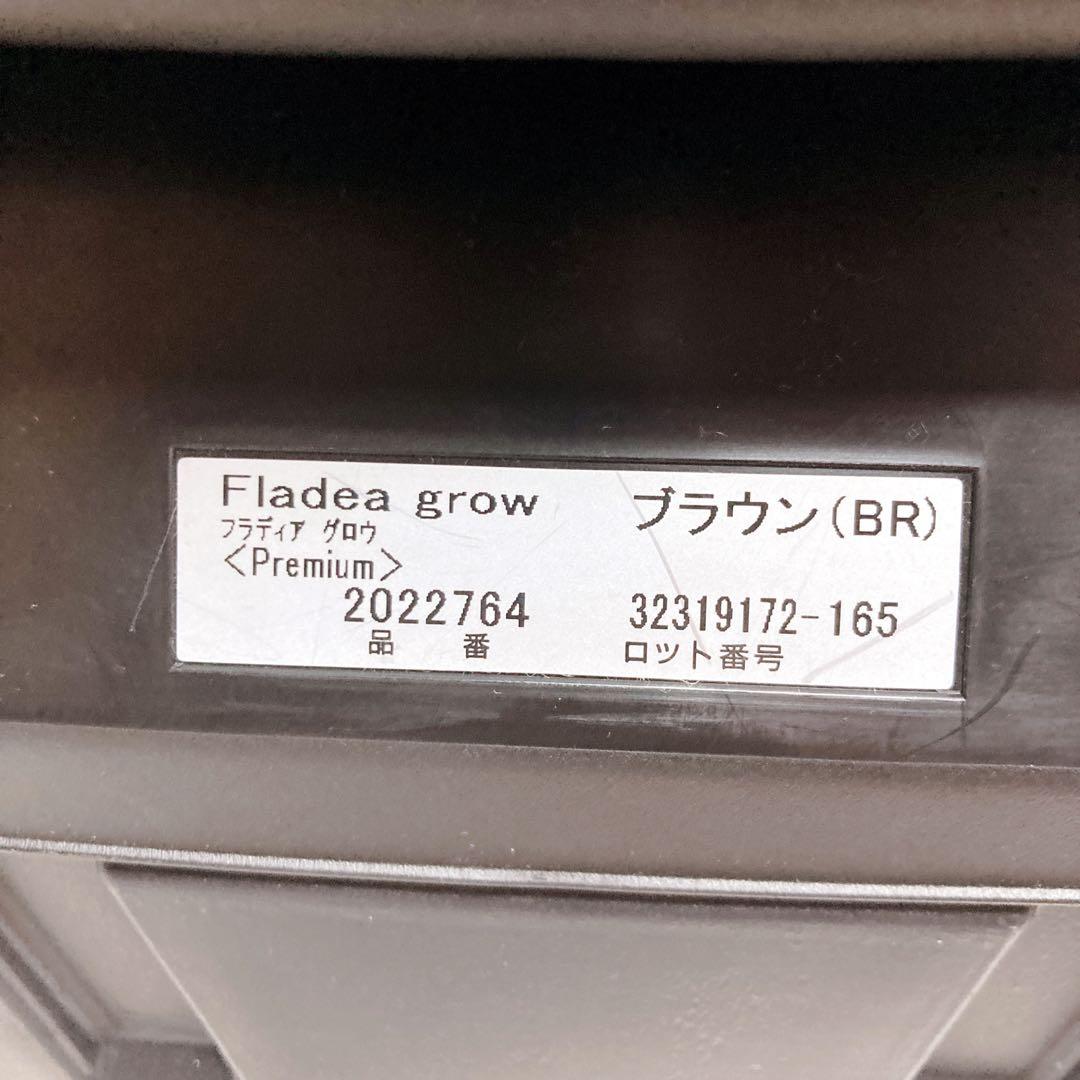 Fladea grow ブラウン(BR)
フラディア グロウ
<Premium>
2022764 32319172-165
品番 ロット番号